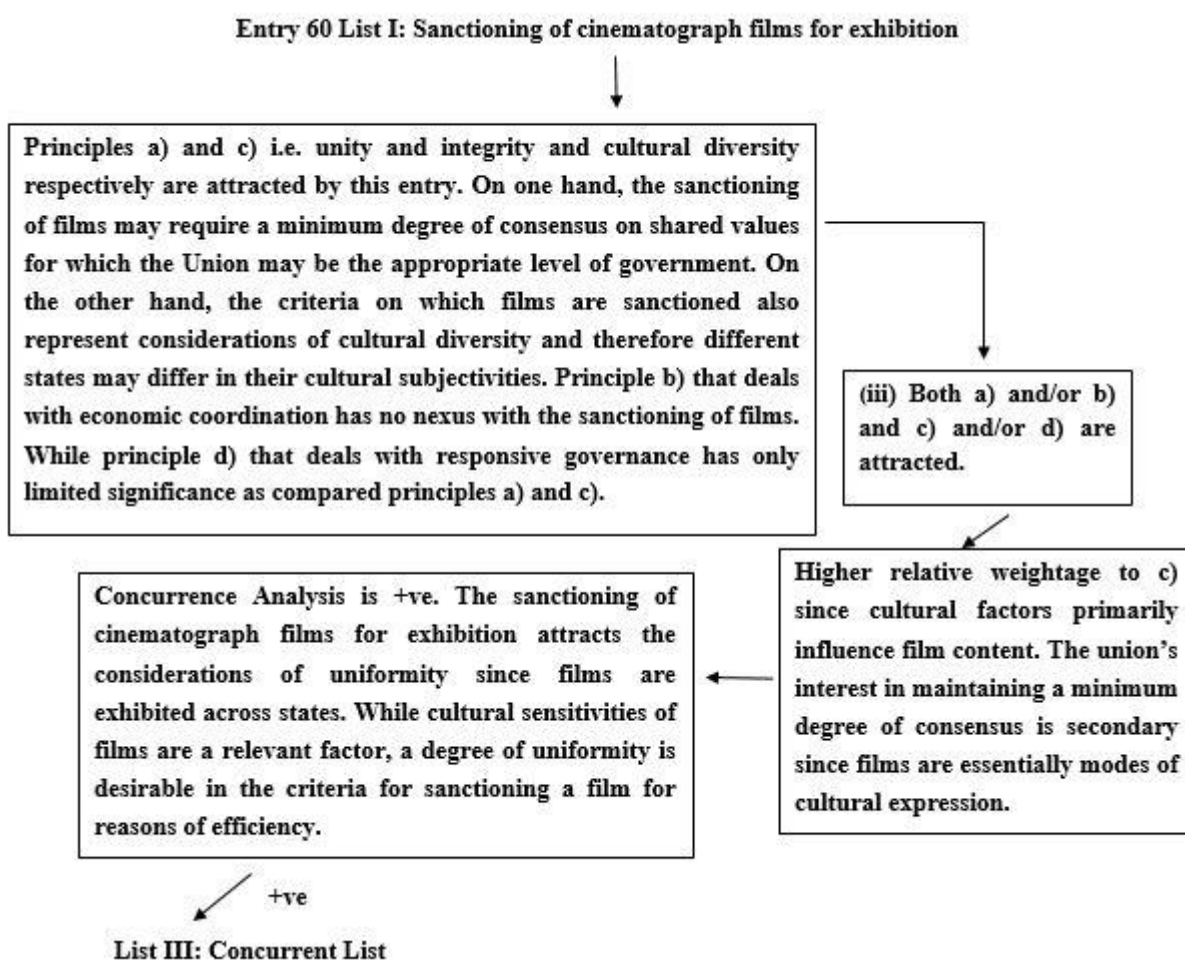 Entry 60 List I: Sanctioning of cinematograph films for exhibition
Principles a) and c) i.e. unity and integrity and cultural diversity
respectively are attracted by this entry. On one hand, the sanctioning
of films may require a minimum degree of consensus on shared values
for which the Union may be the appropriate level of government. On
the other hand, the criteria on which films are sanctioned also
represent considerations of cultural diversity and therefore different
states may differ in their cultural subjectivities. Principle b) that deals
with economic coordination has no nexus with the sanctioning of films.
While principle d) that deals with responsive governance has only
limited significance as compared principles a) and c).
(iii) Both a) and/or b)
and c) and/or d) are
attracted.
Higher relative weightage to c)
since cultural factors primarily
influence film content. The union's
interest in maintaining a minimum
degree of consensus is secondary
since films are essentially modes of
cultural expression.
Concurrence Analysis is +ve. The sanctioning of
cinematograph films for exhibition attracts the
considerations of uniformity since films are
exhibited across states. While cultural sensitivities of
films are a relevant factor, a degree of uniformity is
desirable in the criteria for sanctioning a film for
reasons of efficiency.
+ve
List III: Concurrent List